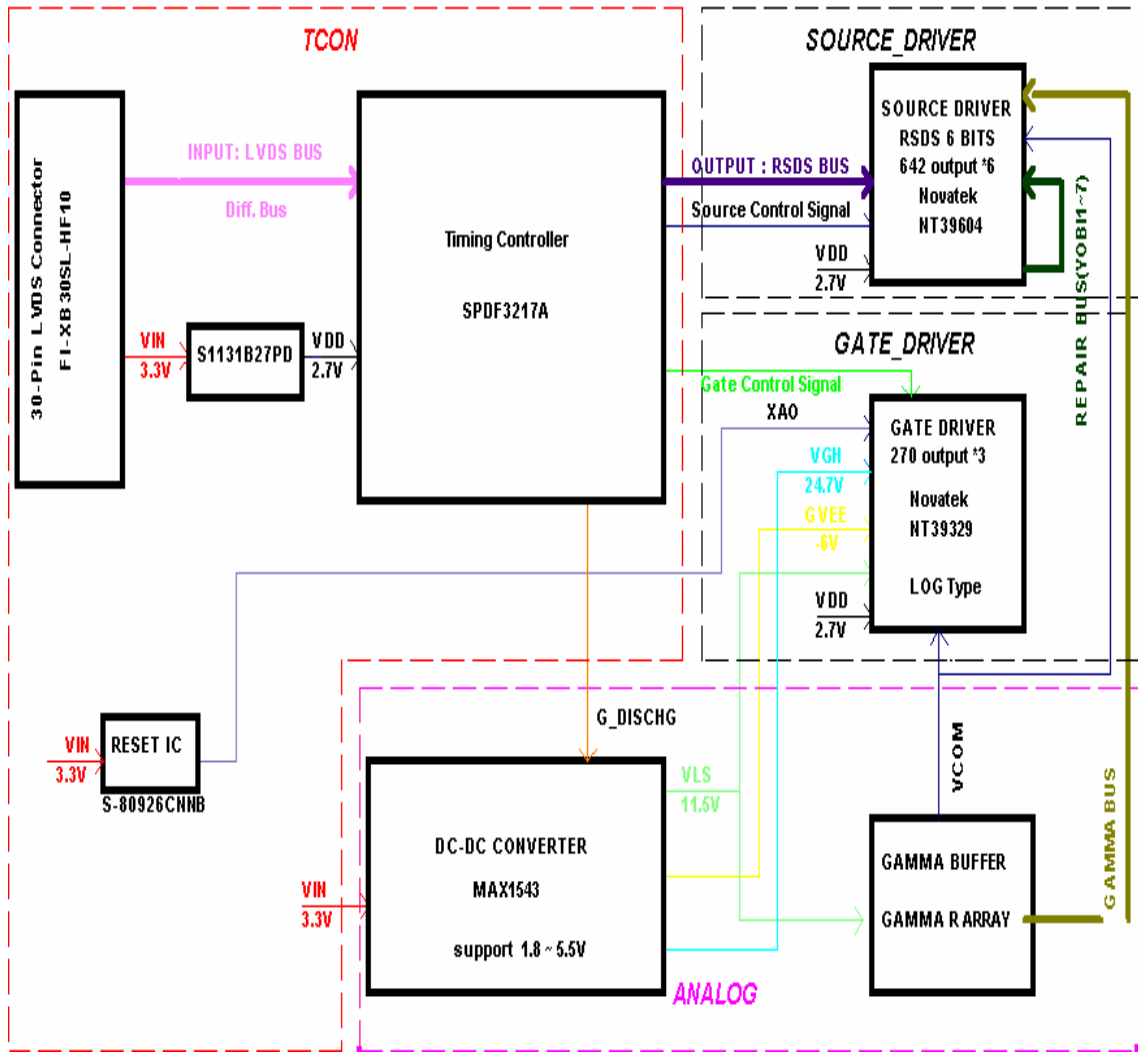 TCON
30-Pin LVDS Connector
FI-XB30SL-HF10
INPUT: LVDS BUS
Diff. Bus
VIN
3.3V
S1131B27PD
VDD
2.7V
Timing Controller
SPDF3217A
OUTPUT : RSDS BUS
Source Control Signal
VDD
2.7V
SOURCE_DRIVER
SOURCE DRIVER
RSDS 6 BITS
642 output *6
Novatek
NT39604
REPAIR BUS(YOBM~7)
GATE_DRIVER
Gate Control Signal
XAO
VGH
24.7V
GVEE
-6V
VDD
2.7V
GATE DRIVER
270 output *3
Novatek
NT39329
LOG Type
VIN
3.3V
RESET IC
S-80926CNNB
G_DISCHG
VLS
11.5V
VIN
3.3V
DC-DC CONVERTER
MAX1543
support 1.8 ~ 5.5V
ANALOG
VCOM
GAMMA BUFFER
GAMMA R ARRAY
GAMMA BUS